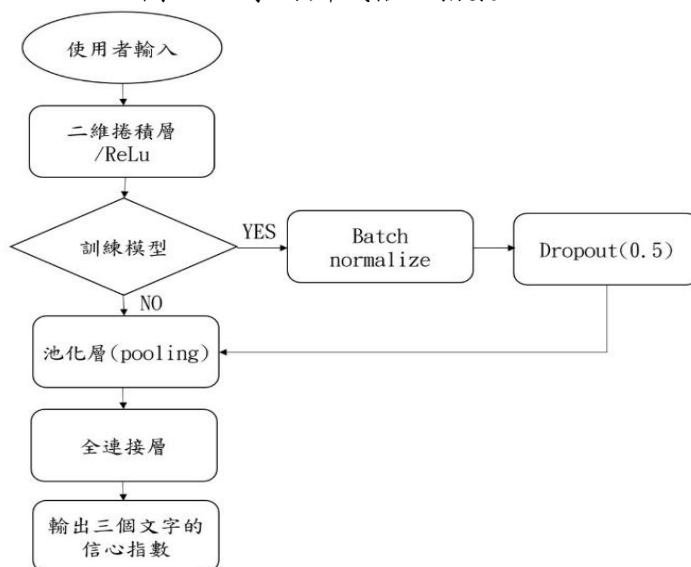 使用者輸入
二維捲積層
/ReLu
訓練模型
YES
Batch
normalize
Dropout(0.5)
NO
池化層(pooling)
全連接層
輸出三個文字的
信心指數